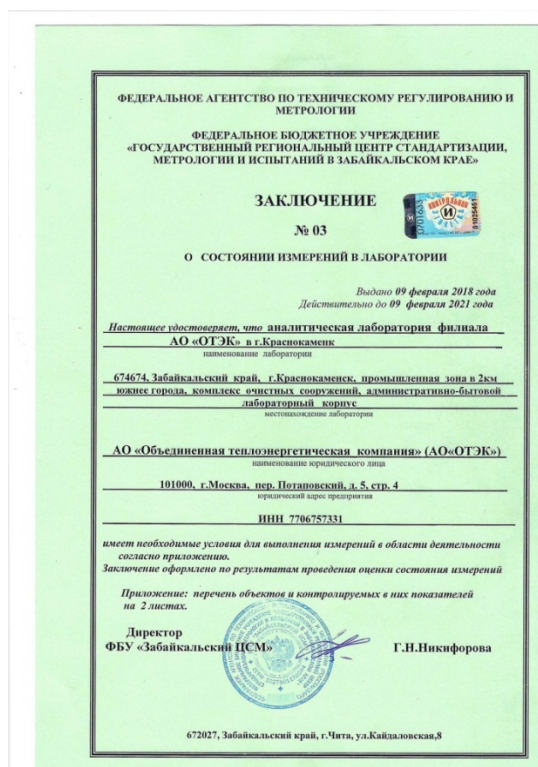 ФЕДЕРАЛЬНОЕ АГЕНТСТВО ПО ТЕХНИЧЕСКОМУ РЕГУЛИРОВАНИЮ И
МЕТРОЛОГИИ
ФЕДЕРАЛЬНОЕ БЮДЖЕТНОЕ УЧРЕЖДЕНИЕ
«ГОСУДАРСТВЕННЫЙ РЕГИОНАЛЬНЫЙ ЦЕНТР СТАНДАРТИЗАЦИИ,
МЕТРОЛОГИИ И ИСПЫТАНИЙ В ЗАБАЙКАЛЬСКОМ КРАЕ»
ЗАКЛЮЧЕНИЕ
№ 03
О СОСТОЯНИИ ИЗМЕРЕНИЙ В ЛАБОРАТОРИИ
Выдано 09 февраля 2018 года
Действительно до 09 февраля 2021 года
Настоящее удостоверяет, что аналитическая лаборатория филиала
АО «ОТЭК» в г.Краснокаменк
наименование лаборатории
674674, Забайкальский край, г.Краснокаменск, промышленная зона в 2км
южнее города, комплекс очистных сооружений, административно-бытовой
лабораторный корпус
местонахождение лаборатории
АО «Объединенная теплоэнергетическая компания» (АО«ОТЭК»)
наименование юридического лица
101000, г.Москва, пер. Потаповский, д. 5, стр. 4
юридический адрес предприятия
ИНН 7706757331
имеет необходимые условия для выполнения измерений в области деятельности
согласно приложению.
Заключение оформлено по результатам проведения оценки состояния измерений
Приложение: перечень объектов и контролируемых в них показателей
на 2 листах.
Директор
ФБУ «Забайкальский ЦСМ» Г.Н.Никифорова
672027, Забайкальский край, г.Чита, ул.Кайдаловская,8